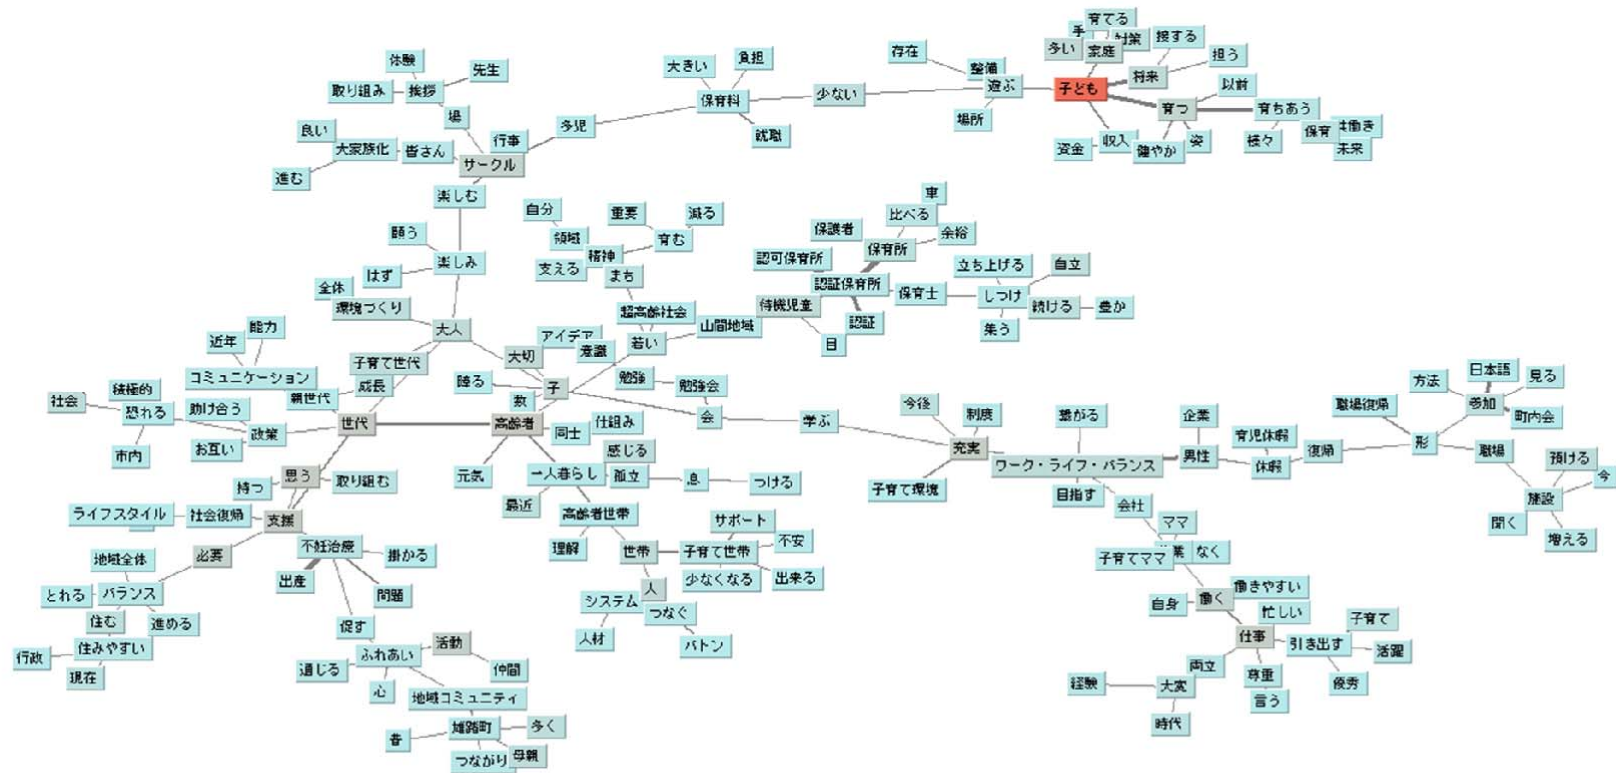 育てる
手
対策
接する
多い
家庭
担う
将来
子ども
以前
育つ
育ちあう
保育
共働き
未来
様々
姿
健やか
収入
資金
存在
整備
遊ぶ
場所
少ない
負担
大きい
保育料
就職
多児
体験
先生
取り組み
挨拶
場
行事
良い
大家族化
皆さん
サークル
進む
楽しむ
願う
楽しみ
はず
全体
環境づくり
大人
子育て世代
自分
重要
減る
領域
育む
精神
支える
まち
超高齢社会
山間地域
若い
アイデア
意識
大切
子
障る
数
勉強
勉強会
会
学ぶ
車
比べる
保護者
余裕
保育所
認可保育所
認証保育所
保育士
立ち上げる
自立
しつけ
続ける
豊か
集う
待機児童
認証
目
能力
近年
コミュニケーション
成長
親世代
社会
積極的
恐れる
助け合う
政策
お互い
市内
世代
高齢者
同士
仕組み
元気
感じる
一人暮らし
孤立
息
つける
最近
高齢者世帯
理解
世帯
サポート
不安
子育て世帯
少なくなる
出来る
人
システム
つなぐ
人材
バトン
思う
取り組む
持つ
支援
ライフスタイル
社会復帰
必要
地域全体
とれる
バランス
住む
進める
住みやすい
行政
現在
不妊治療
掛かる
出産
問題
促す
活動
ふれあい
通じる
仲間
心
地域コミュニティ
雄踏町
多く
春
つながり
母親
今後
制度
充実
子育て環境
繋がる
ワーク・ライフ・バランス
目指す
企業
男性
育児休暇
休暇
復帰
職場復帰
形
方法
日本語
見る
参加
町内会
職場
預ける
今
施設
聞く
増える
会社
ママ
子育てママ
業
なく
働きやすい
自身
働く
忙しい
仕事
子育て
引き出す
活躍
優秀
尊重
言う
両立
経験
大変
時代